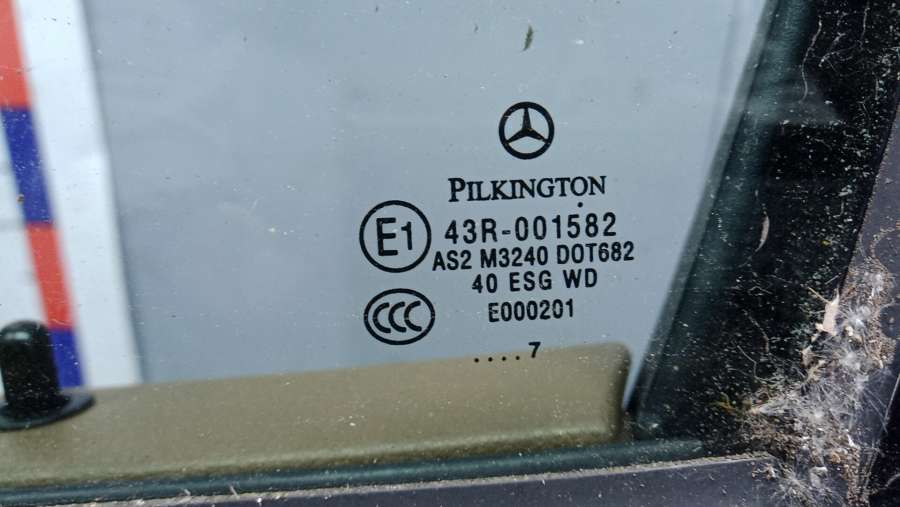 PILKINGTON
E1 43R-001582
AS2 M3240 DOT682
40 ESG WD
CCC E000201
....7